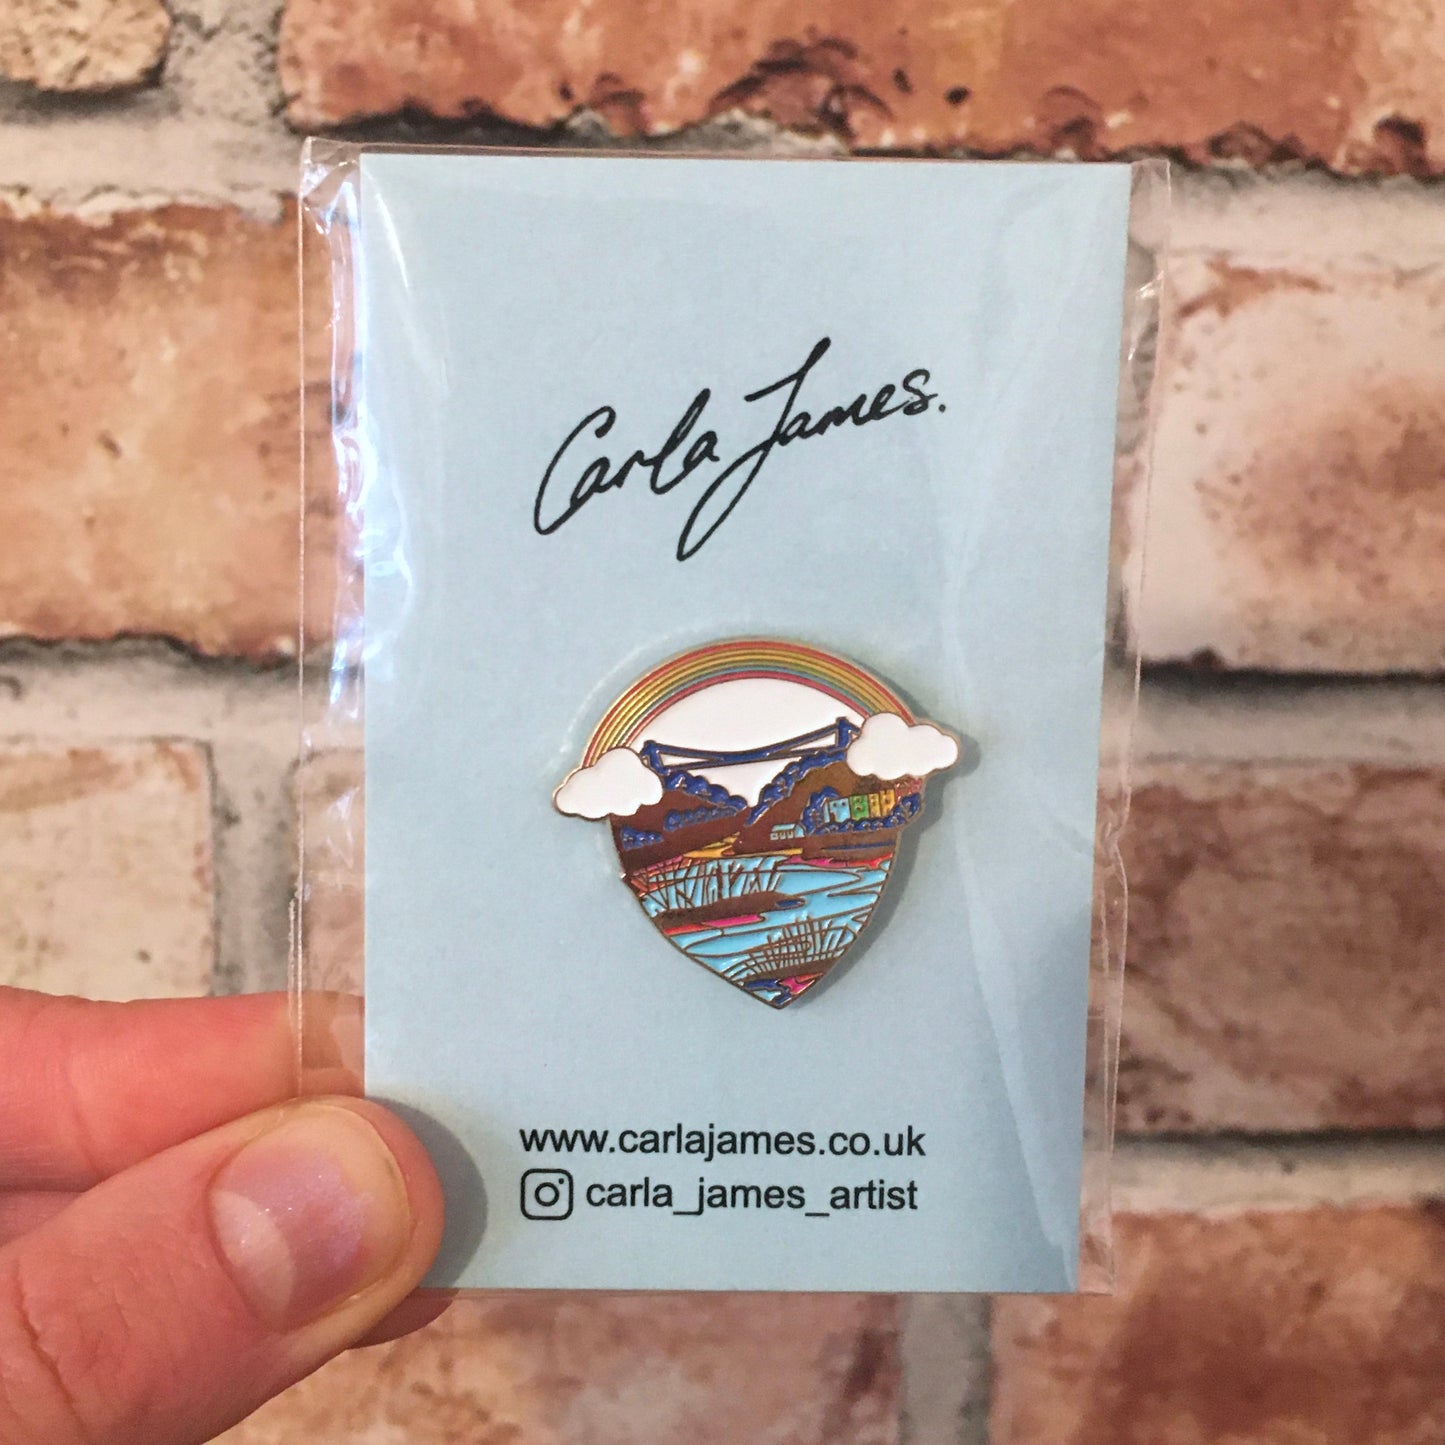 Carla James.
www.carlajames.co.uk
carla_james_artist